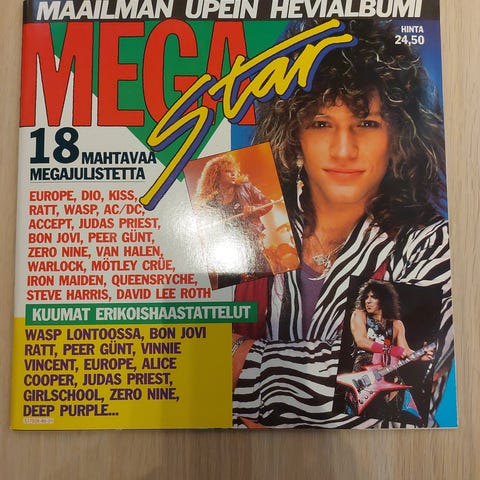 MAAILMAN UPEIN HEVIALBUMI
MEGA
Star
HINTA
24,50
18 MAHTAVAA
MEGAJULISTETTA
EUROPE, DIO, KISS,
RATT, WASP, AC/DC,
ACCEPT, JUDAS PRIEST,
BON JOVI, PEER GÜNT,
ZERO NINE, VAN HALEN,
WARLOCK, MÖTLEY CRÜE,
IRON MAIDEN, QUEENSRYCHE,
STEVE HARRIS, DAVID LEE ROTH
KUUMAT ERIKOISHAASTATTELUT
WASP LONTOOSSA, BON JOVI
RATT, PEER GÜNT, VINNIE
VINCENT, EUROPE, ALICE
COOPER, JUDAS PRIEST,
GIRLSCHOOL, ZERO NINE,
DEEP PURPLE...